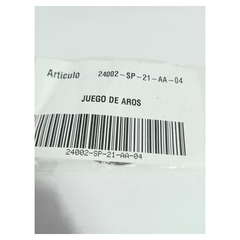 Articulo 24002-SP-21-AA-04
JUEGO DE AROS
24002-SP-21-AA-04